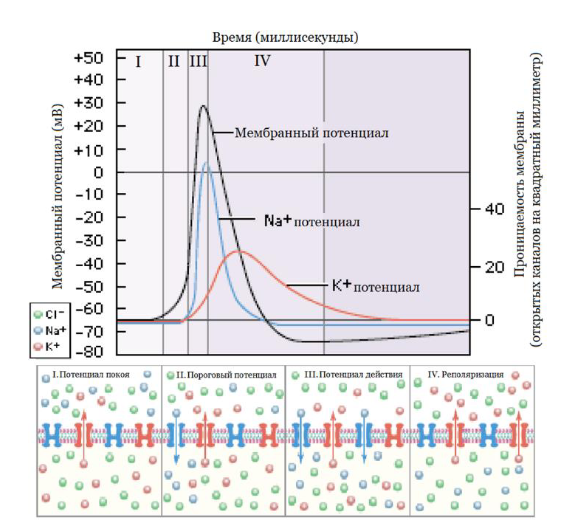 Время (миллисекунды)
I II III IV
+50
+40
+30
+20
+10
0
-10
-20
-30
-40
-50
-60
-70
-80
Мембранный потенциал (мВ)
Мембранный потенциал
Na+ потенциал
K+ потенциал
40
20
0
Проницаемость мембраны
(открытых каналов на квадратный миллиметр)
Cl−
Na+
K+
I.Потенциал покоя
II. Пороговый потенциал
III. Потенциал действия
IV. Реполяризация